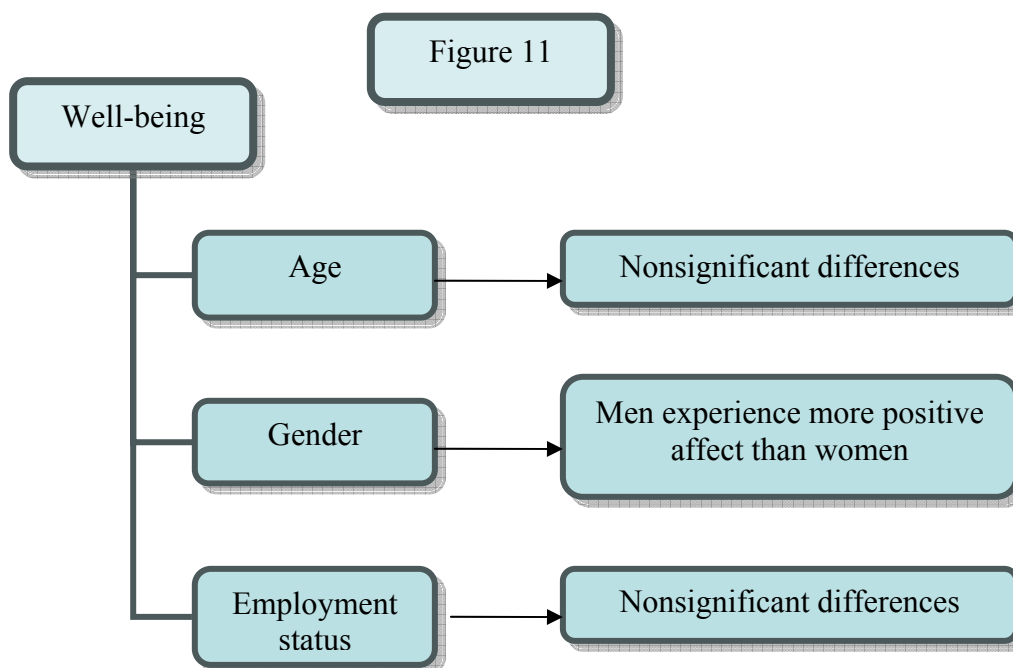 Figure 11
Well-being
Age
Nonsignificant differences
Gender
Men experience more positive
affect than women
Employment
status
Nonsignificant differences